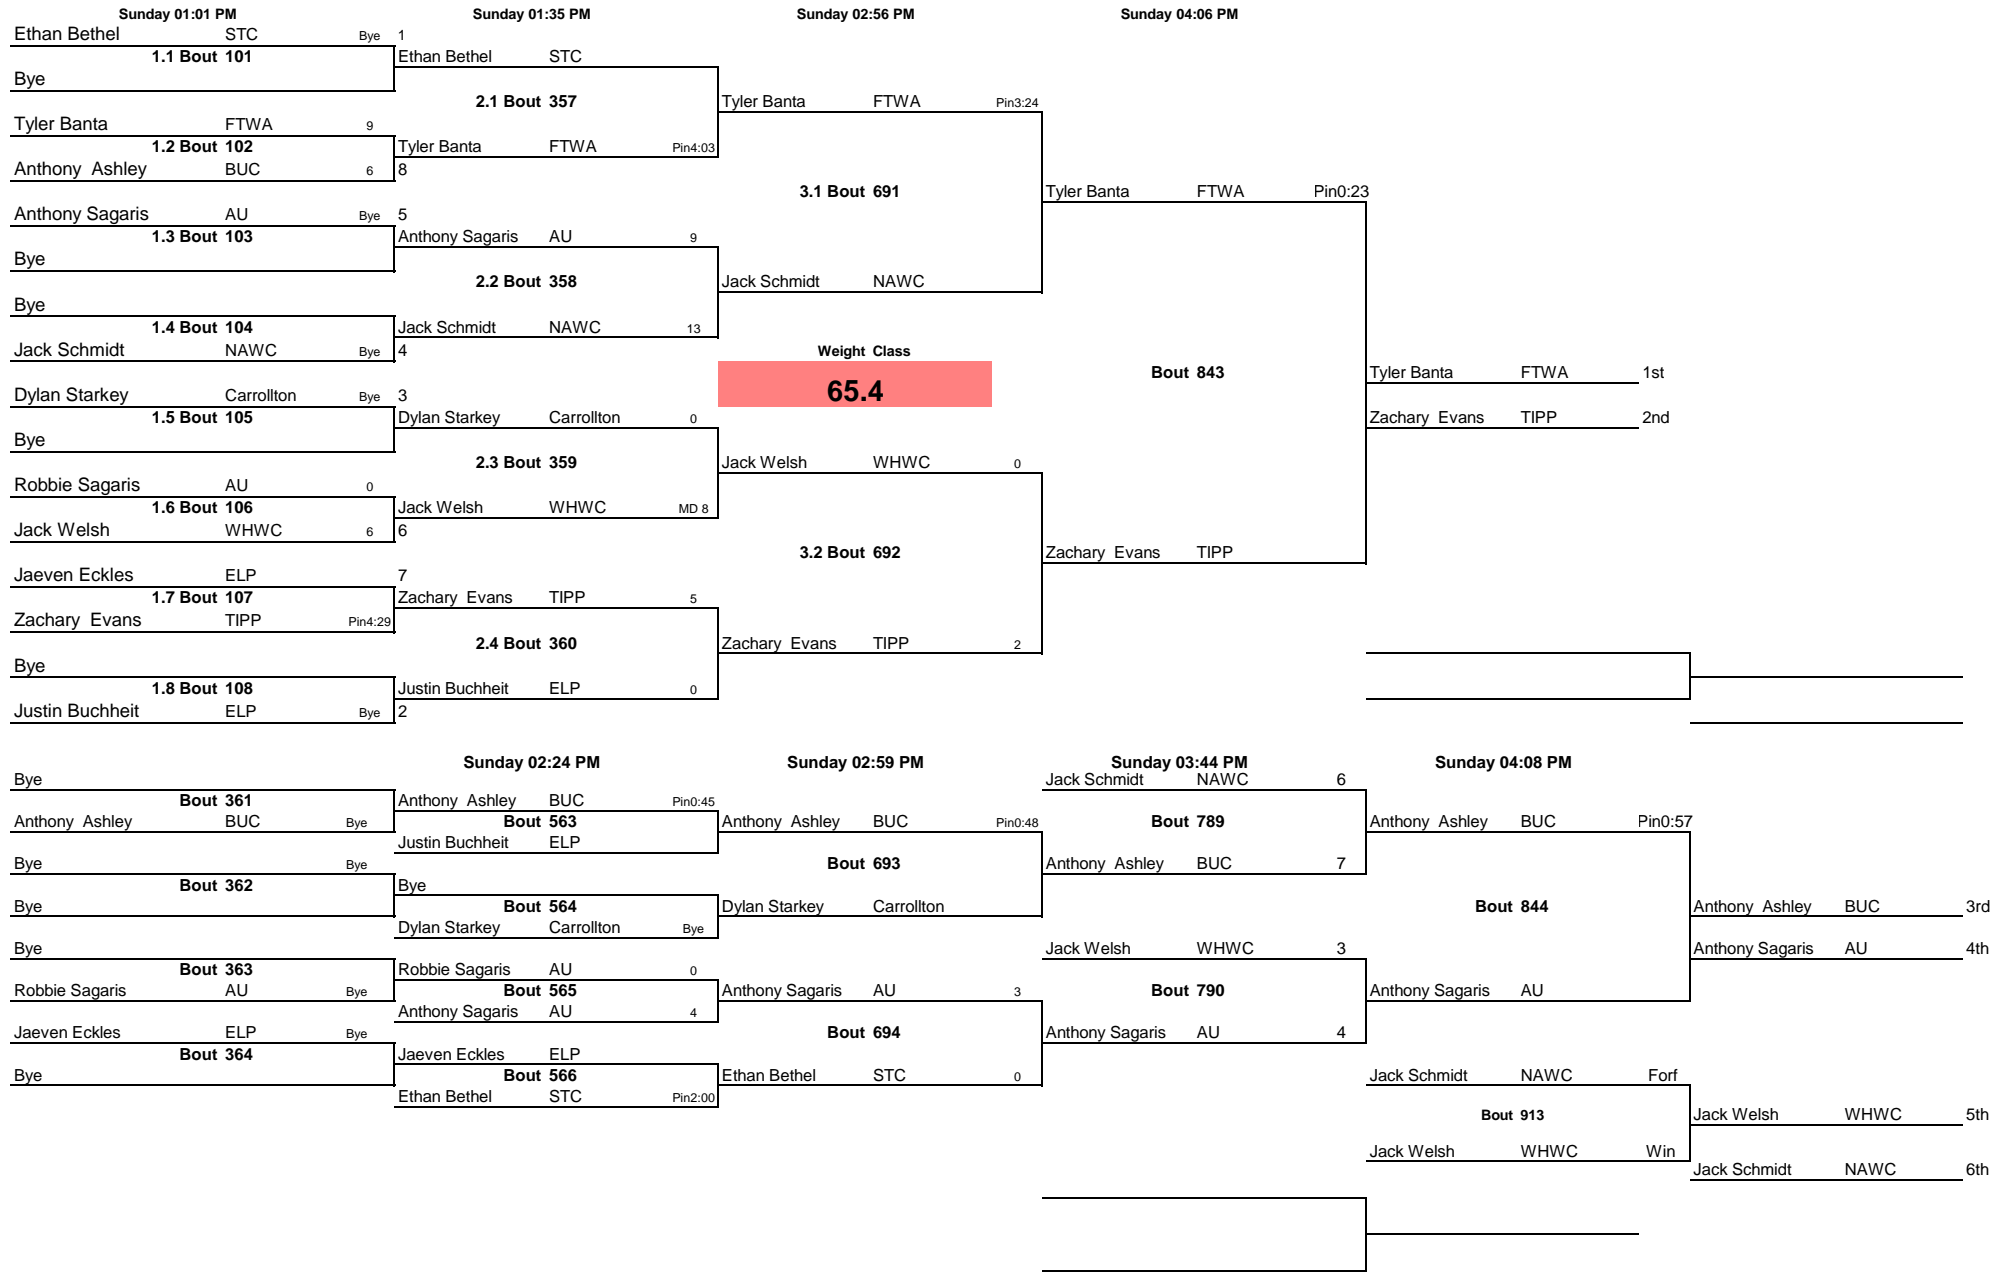 Sunday 01:01 PM Sunday 01:35 PM Sunday 02:56 PM Sunday 04:06 PM
Ethan Bethel STC Bye 1
1.1 Bout 101 Ethan Bethel STC
Bye
2.1 Bout 357 Tyler Banta FTWA Pin3:24
Tyler Banta FTWA 9
1.2 Bout 102 Tyler Banta FTWA Pin4:03
Anthony Ashley BUC 6 8
3.1 Bout 691 Tyler Banta FTWA Pin0:23
Anthony Sagaris AU Bye 5
1.3 Bout 103 Anthony Sagaris AU 9
Bye
2.2 Bout 358 Jack Schmidt NAWC
Bye
1.4 Bout 104 Jack Schmidt NAWC 13
Jack Schmidt NAWC Bye 4 Weight Class
Bout 843 Tyler Banta FTWA 1st
Dylan Starkey Carrollton Bye 3 65.4
1.5 Bout 105 Dylan Starkey Carrollton 0 Zachary Evans TIPP 2nd
Bye
2.3 Bout 359 Jack Welsh WHWC 0
Robbie Sagaris AU 0
1.6 Bout 106 Jack Welsh WHWC MD 8
Jack Welsh WHWC 6 6
3.2 Bout 692 Zachary Evans TIPP
Jaeven Eckles ELP 7
1.7 Bout 107 Zachary Evans TIPP 5
Zachary Evans TIPP Pin4:29
2.4 Bout 360 Zachary Evans TIPP 2
Bye
1.8 Bout 108 Justin Buchheit ELP 0
Justin Buchheit ELP Bye 2
Sunday 02:24 PM Sunday 02:59 PM Sunday 03:44 PM Sunday 04:08 PM
Bye Jack Schmidt NAWC 6
Bout 361 Anthony Ashley BUC Pin0:45
Anthony Ashley BUC Bye Bout 563 Anthony Ashley BUC Pin0:48 Bout 789 Anthony Ashley BUC Pin0:57
Justin Buchheit ELP
Bye Bye Bout 693 Anthony Ashley BUC 7
Bout 362 Bye
Bye Bout 564 Dylan Starkey Carrollton Bout 844 Anthony Ashley BUC 3rd
Dylan Starkey Carrollton Bye
Bye Jack Welsh WHWC 3 Anthony Sagaris AU 4th
Bout 363 Robbie Sagaris AU 0
Robbie Sagaris AU Bye Bout 565 Anthony Sagaris AU 3 Bout 790 Anthony Sagaris AU
Anthony Sagaris AU 4
Jaeven Eckles ELP Bye Bout 694 Anthony Sagaris AU 4
Bout 364 Jaeven Eckles ELP
Bye Bout 566 Ethan Bethel STC 0 Jack Schmidt NAWC Forf
Ethan Bethel STC Pin2:00
Bout 913 Jack Welsh WHWC 5th
Jack Welsh WHWC Win
Jack Schmidt NAWC 6th